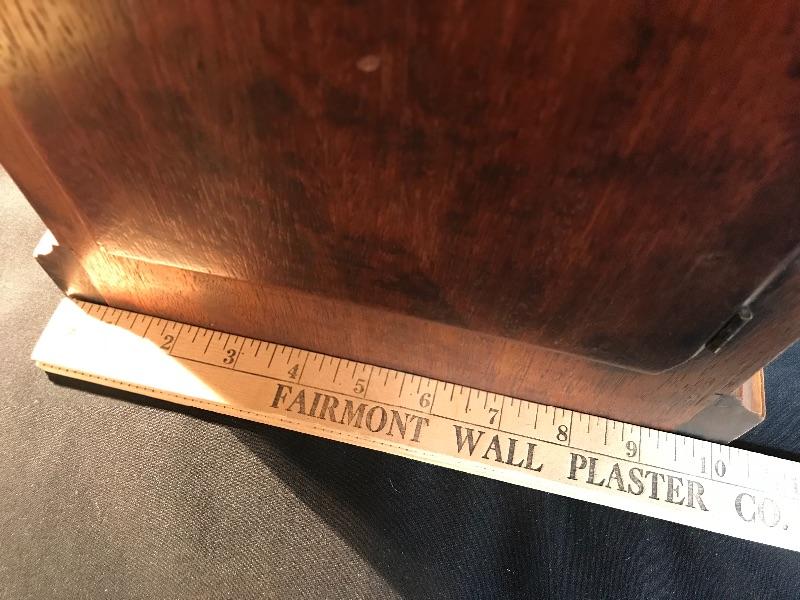 2 3 4 5 6 7 8 9 10
FAIRMONT WALL PLASTER CO.